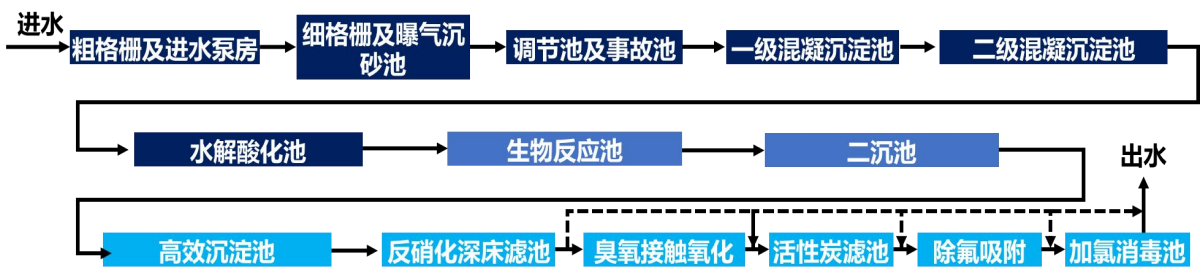 进水
粗格栅及进水泵房
细格栅及曝气沉
砂池
调节池及事故池
一级混凝沉淀池
二级混凝沉淀池
水解酸化池
生物反应池
二沉池
出水
高效沉淀池
反硝化深床滤池
臭氧接触氧化
活性炭滤池
除氟吸附
加氯消毒池